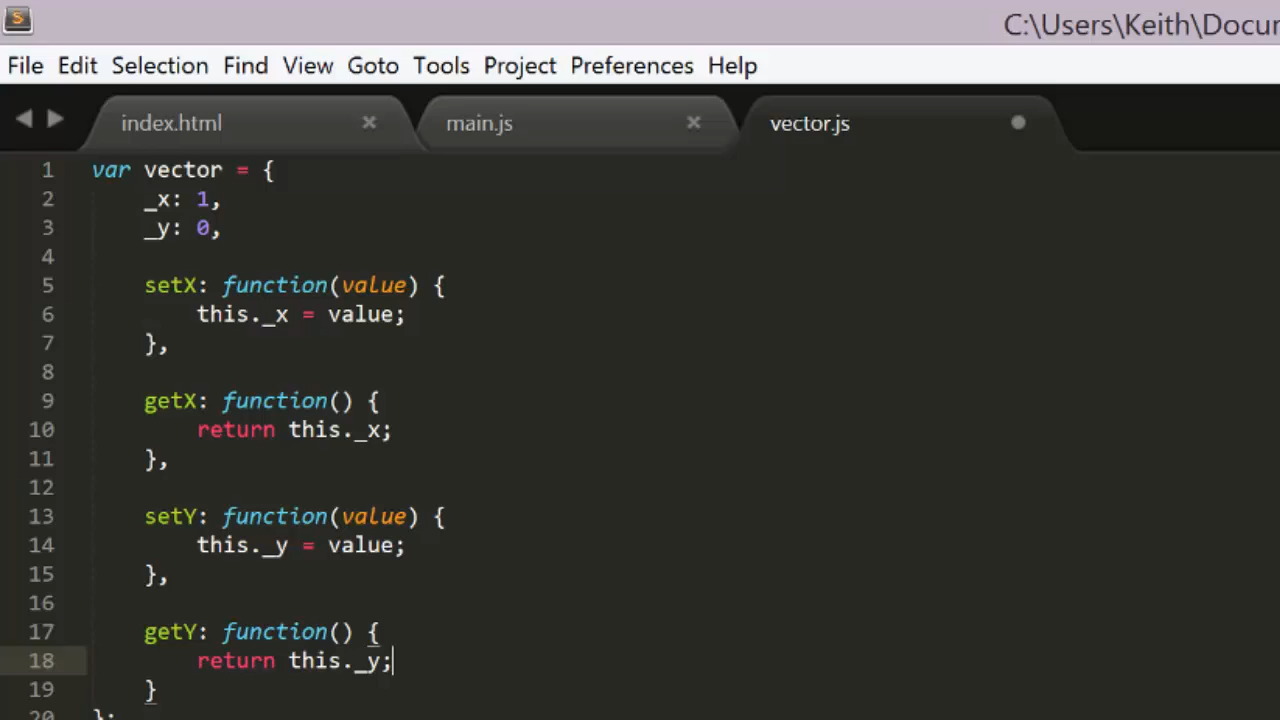 C:\Users\Keith\Docu
File Edit Selection Find View Goto Tools Project Preferences Help
index.html main.js vector.js
1 var vector = {
2 _x: 1,
3 _y: 0,
4
5 setX: function(value) {
6 this._x = value;
7 },
8
9 getX: function() {
10 return this._x;
11 },
12
13 setY: function(value) {
14 this._y = value;
15 },
16
17 getY: function() {
18 return this._y;
19 }
20 };